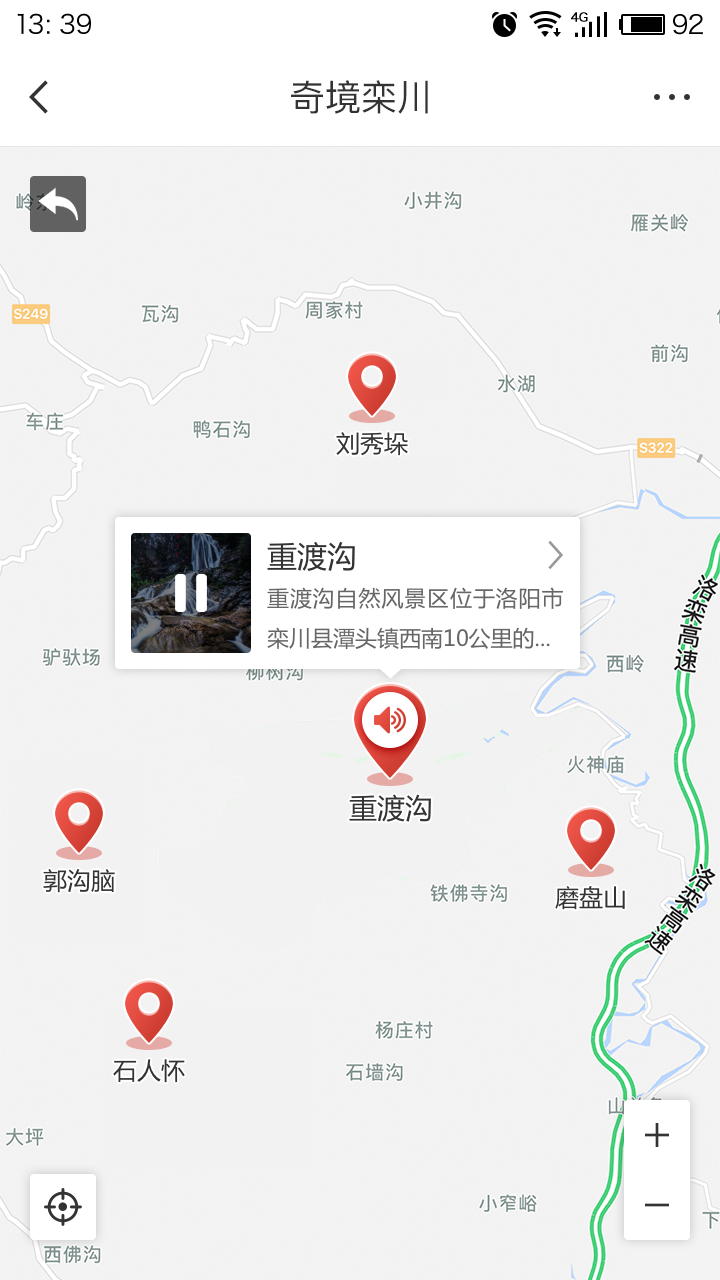 13: 39
4G
92
奇境栾川
岭
小井沟
雁关岭
S249
瓦沟
周家村
前沟
水湖
车庄
鸭石沟
刘秀垛
S322
重渡沟
重渡沟自然风景区位于洛阳市
栾川县潭头镇西南10公里的...
洛栾高速
驴驮场
柳树沟
西岭
火神庙
重渡沟
郭沟脑
铁佛寺沟
磨盘山
洛栾高速
杨庄村
石人怀
石墙沟
山
大坪
小窄峪
下
西佛沟